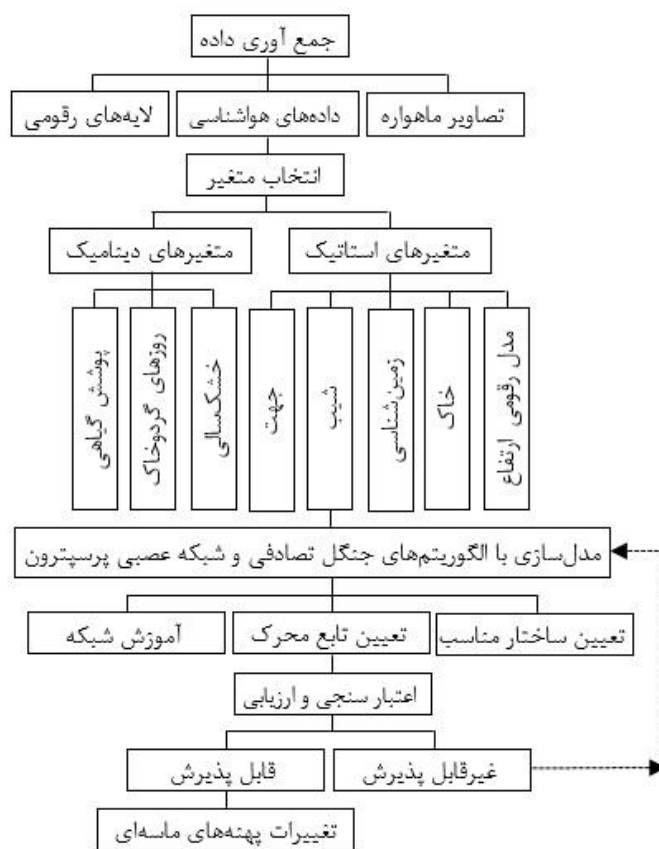 جمع آوری داده
تصاویر ماهواره
داده‌های هواشناسی
لایه‌های رقومی
انتخاب متغیر
متغیرهای استاتیک
متغیرهای دینامیک
مدل رقومی ارتفاع
خاک
زمین‌شناسی
شیب
جهت
خشک‌سالی
روزهای گردوخاک
پوشش گیاهی
مدل‌سازی با الگوریتم‌های جنگل تصادفی و شبکه عصبی پرسپترون
تعیین ساختار مناسب
تعیین تابع محرک
آموزش شبکه
اعتبار سنجی و ارزیابی
غیرقابل پذیرش
قابل پذیرش
تغییرات پهنه‌های ماسه‌ای